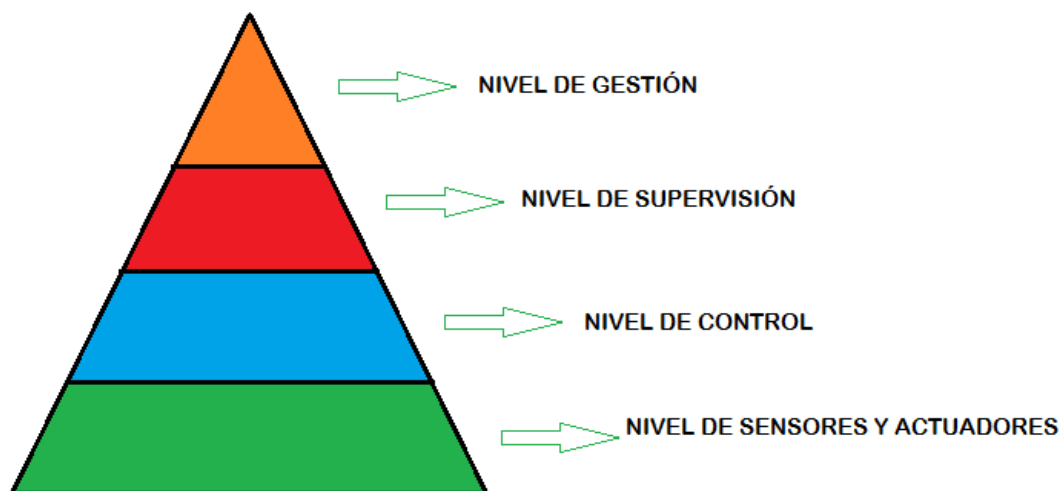 NIVEL DE GESTIÓN
NIVEL DE SUPERVISIÓN
NIVEL DE CONTROL
NIVEL DE SENSORES Y ACTUADORES